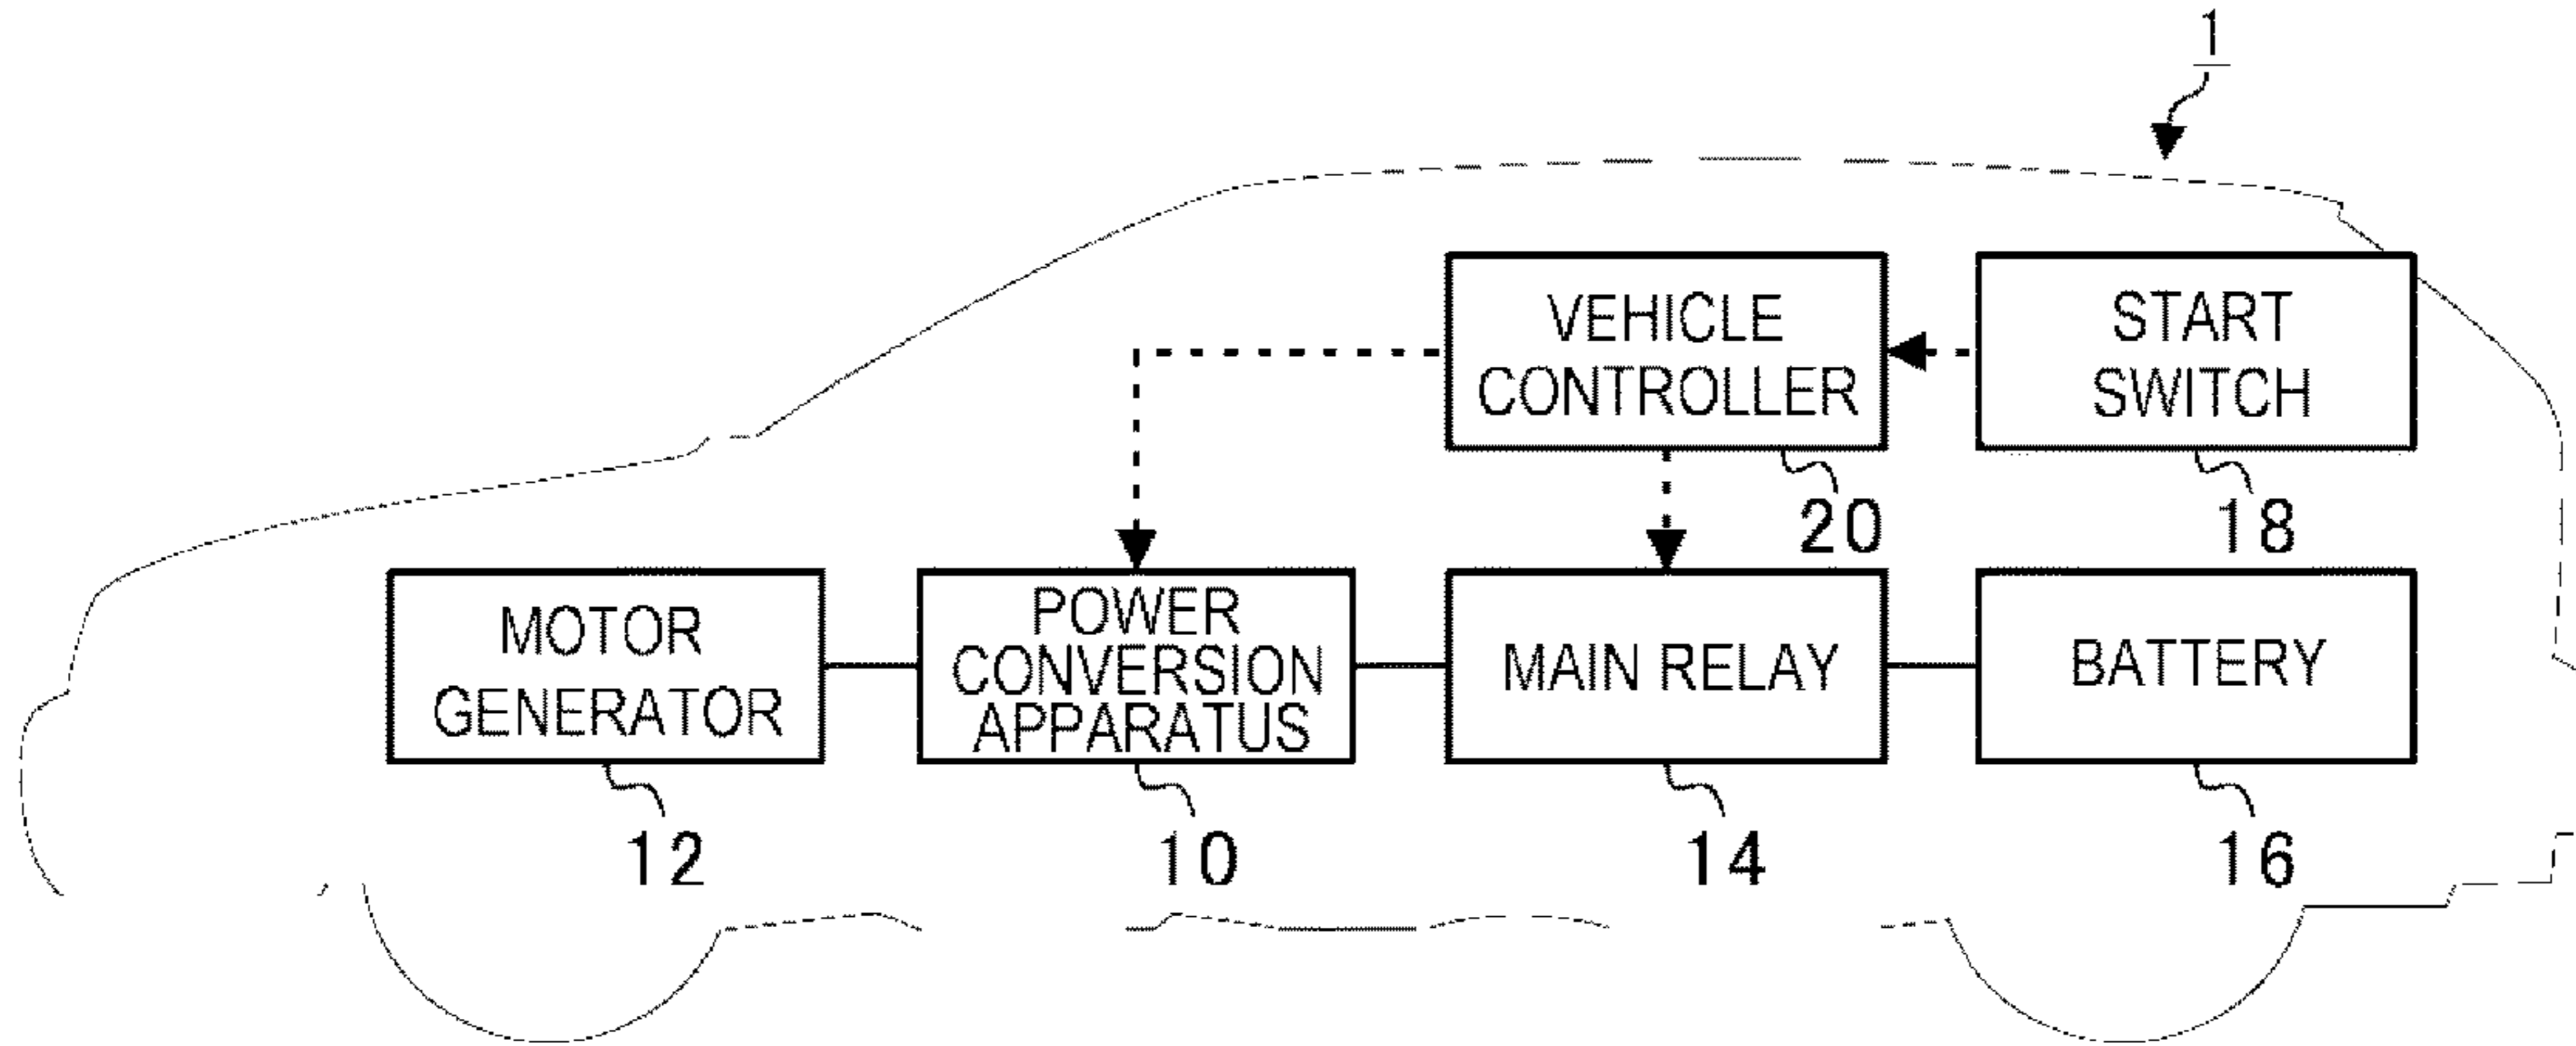 1
VEHICLE
CONTROLLER
START
SWITCH
20
18
MOTOR
GENERATOR
POWER
CONVERSION
APPARATUS
MAIN RELAY
BATTERY
12
10
14
16